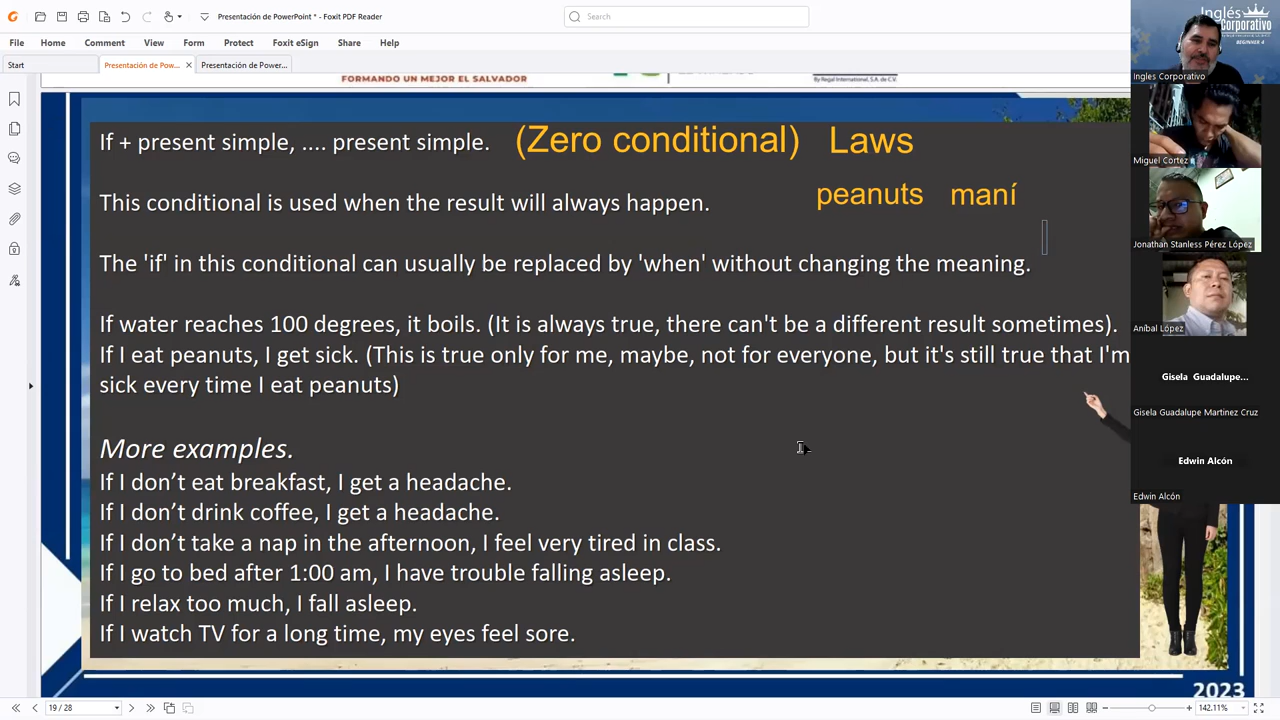 Presentación de PowerPoint * - Foxit PDF Reader
Search
File Home Comment View Form Protect Foxit eSign Share Help
Start
Presentación de Pow... ×
Presentación de Power...
FORMANDO UN MEJOR EL SALVADOR
By Regal International, S.A. de C.V.
If + present simple, .... present simple. (Zero conditional) Laws
This conditional is used when the result will always happen. peanuts maní
The 'if' in this conditional can usually be replaced by 'when' without changing the meaning.
If water reaches 100 degrees, it boils. (It is always true, there can't be a different result sometimes).
If I eat peanuts, I get sick. (This is true only for me, maybe, not for everyone, but it's still true that I'm
sick every time I eat peanuts)
More examples.
If I don’t eat breakfast, I get a headache.
If I don’t drink coffee, I get a headache.
If I don’t take a nap in the afternoon, I feel very tired in class.
If I go to bed after 1:00 am, I have trouble falling asleep.
If I relax too much, I fall asleep.
If I watch TV for a long time, my eyes feel sore.
2023
19 / 28
142.11%
Inglés
Corporativo
BEGINNER 4
Ingles Corporativo
Miguel Cortez
Jonathan Stanless Pérez López
Aníbal López
Gisela Guadalupe...
Gisela Guadalupe Martinez Cruz
Edwin Alcón
Edwin Alcón